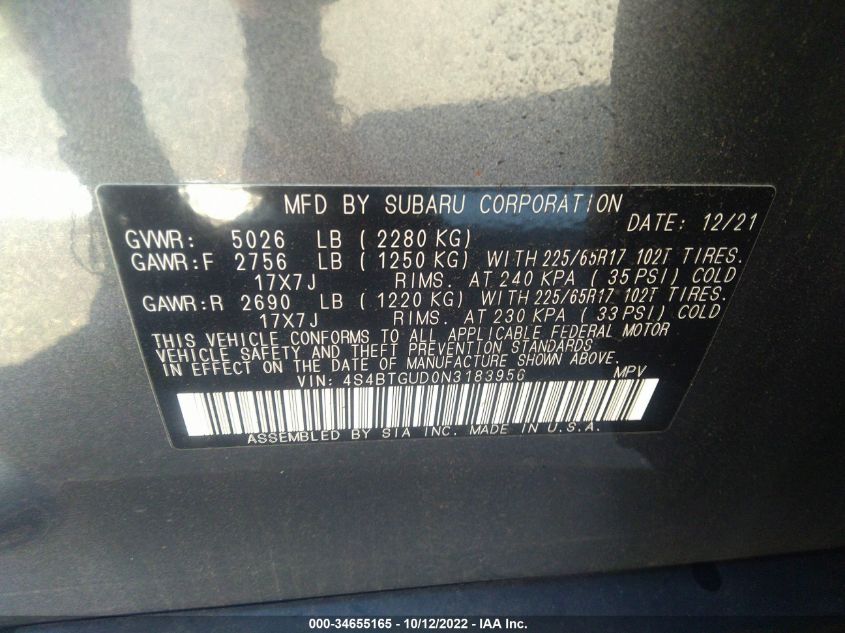 MFD BY SUBARU CORPORATION
DATE: 12/21
GVWR: 5026 LB ( 2280 KG)
GAWR:F 2756 LB ( 1250 KG) WITH 225/65R17 102T TIRES.
17X7J RIMS. AT 240 KPA ( 35 PSI) COLD
GAWR:R 2690 LB ( 1220 KG) WITH 225/65R17 102T TIRES.
17X7J RIMS. AT 230 KPA ( 33 PSI) COLD
THIS VEHICLE CONFORMS TO ALL APPLICABLE FEDERAL MOTOR
VEHICLE SAFETY AND THEFT PREVENTION STANDARDS
IN EFFECT ON THE DATE OF MANUFACTURE SHOWN ABOVE.
VIN: 4S4BTGUD0N3183956 MPV
ASSEMBLED BY SIA INC. MADE IN U.S.A.
000-34655165 - 10/12/2022 - IAA Inc.